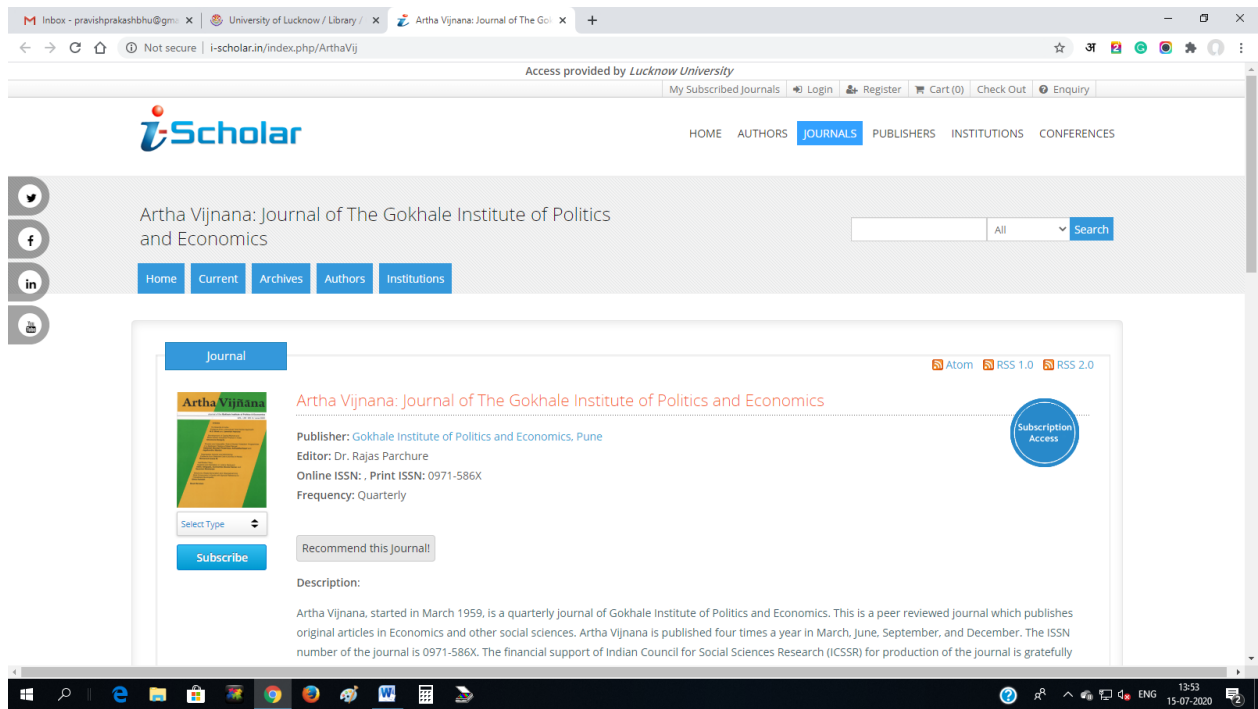 Inbox - pravishprakashbhu@gma
University of Lucknow / Library /
Artha Vijnana: Journal of The Gok
Not secure | i-scholar.in/index.php/ArthaVij
अ
2
Access provided by Lucknow University
My Subscribed Journals Login Register Cart (0) Check Out Enquiry
i-Scholar
HOME AUTHORS JOURNALS PUBLISHERS INSTITUTIONS CONFERENCES
Artha Vijnana: Journal of The Gokhale Institute of Politics
and Economics
All Search
Home Current Archives Authors Institutions
Journal
Atom RSS 1.0 RSS 2.0
Artha Vijñana
Artha Vijnana: Journal of The Gokhale Institute of Politics and Economics
Subscription
Access
Publisher: Gokhale Institute of Politics and Economics, Pune
Editor: Dr. Rajas Parchure
Online ISSN: , Print ISSN: 0971-586X
Frequency: Quarterly
Select Type
Subscribe
Recommend this Journal!
Description:
Artha Vijnana, started in March 1959, is a quarterly journal of Gokhale Institute of Politics and Economics. This is a peer reviewed journal which publishes
original articles in Economics and other social sciences. Artha Vijnana is published four times a year in March, June, September, and December. The ISSN
number of the journal is 0971-586X. The financial support of Indian Council for Social Sciences Research (ICSSR) for production of the journal is gratefully
ENG
13:53
15-07-2020
2